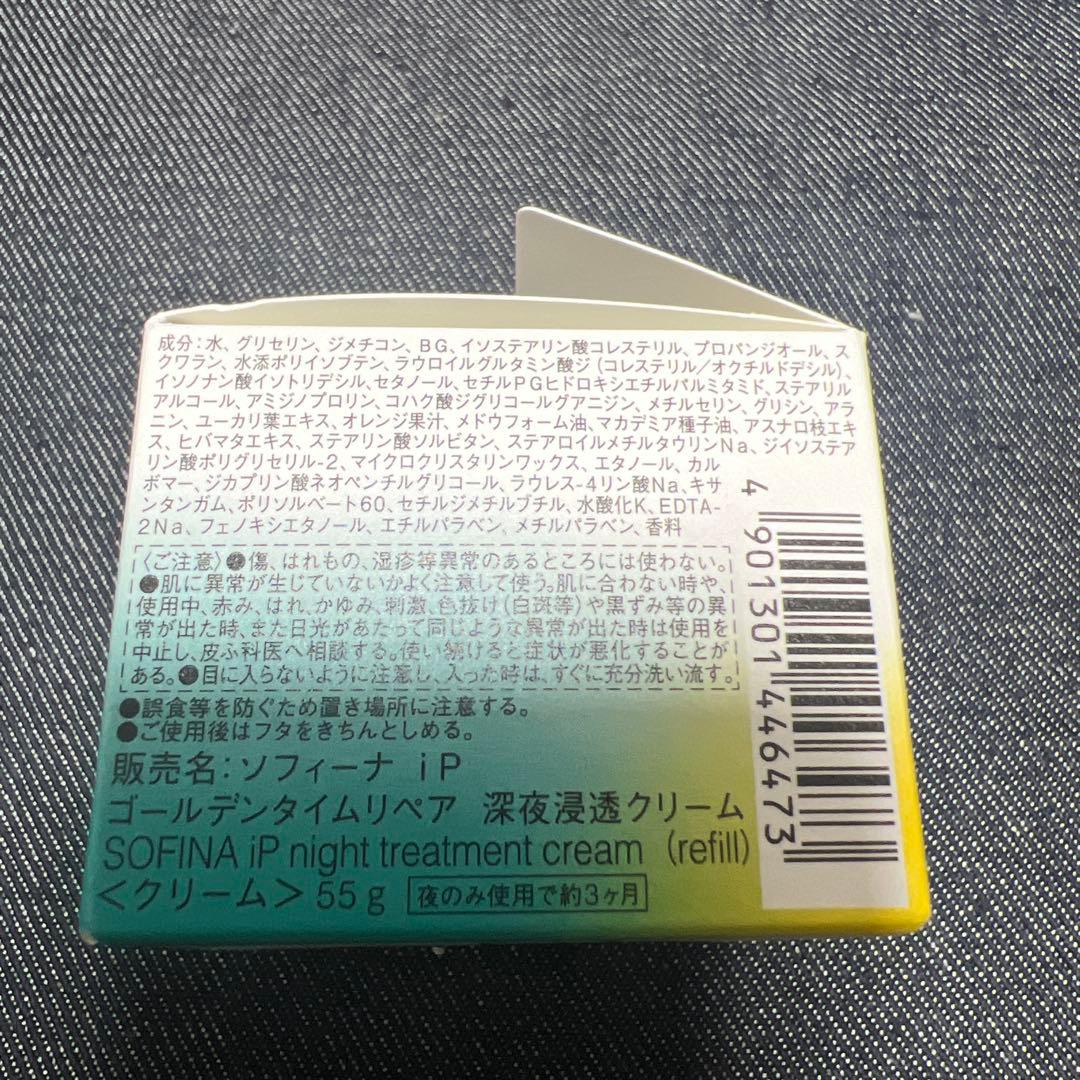 成分：水、グリセリン、ジメチコン、BG、イソステアリン酸コレステリル、プロパンジオール、ス
クワラン、水添ポリイソブテン、ラウロイルグルタミン酸ジ（コレステリル／オクチルドデシル）、
イソノナン酸イソトリデシル、セタノール、セチルPGヒドロキシエチルパルミタミド、ステアリル
アルコール、アミジノプロリン、コハク酸ジグリコールグアニジン、メチルセリン、グリシン、アラ
ニン、ユーカリ葉エキス、オレンジ果汁、メドウフォーム油、マカデミア種子油、アスナロ枝エキ
ス、ヒバマタエキス、ステアリン酸ソルビタン、ステアロイルメチルタウリンNa、ジイソステア
リン酸ポリグリセリル-2、マイクロクリスタリンワックス、エタノール、カル
ボマー、ジカプリン酸ネオペンチルグリコール、ラウレス-4リン酸Na、キサ
ンタンガム、ポリソルベート60、セチルジメチルブチル、水酸化K、EDTA-
2Na、フェノキシエタノール、エチルパラベン、メチルパラベン、香料
〈ご注意〉●傷、はれもの、湿疹等異常のあるところには使わない。
●肌に異常が生じていないかよく注意して使う。肌に合わない時や、
使用中、赤み、はれ、かゆみ、刺激、色抜け（白斑等）や黒ずみ等の異
常が出た時、また日光があたって同じような異常が出た時は使用を
中止し、皮ふ科医へ相談する。使い続けると症状が悪化することが
ある。●目に入らないように注意し、入った時は、すぐに充分洗い流す。
●誤食等を防ぐため置き場所に注意する。
●ご使用後はフタをきちんとしめる。
販売名：ソフィーナ iP
ゴールデンタイムリペア 深夜浸透クリーム
SOFINA iP night treatment cream (refill)
＜クリーム＞55g 夜のみ使用で約3ヶ月
4 901301 446473